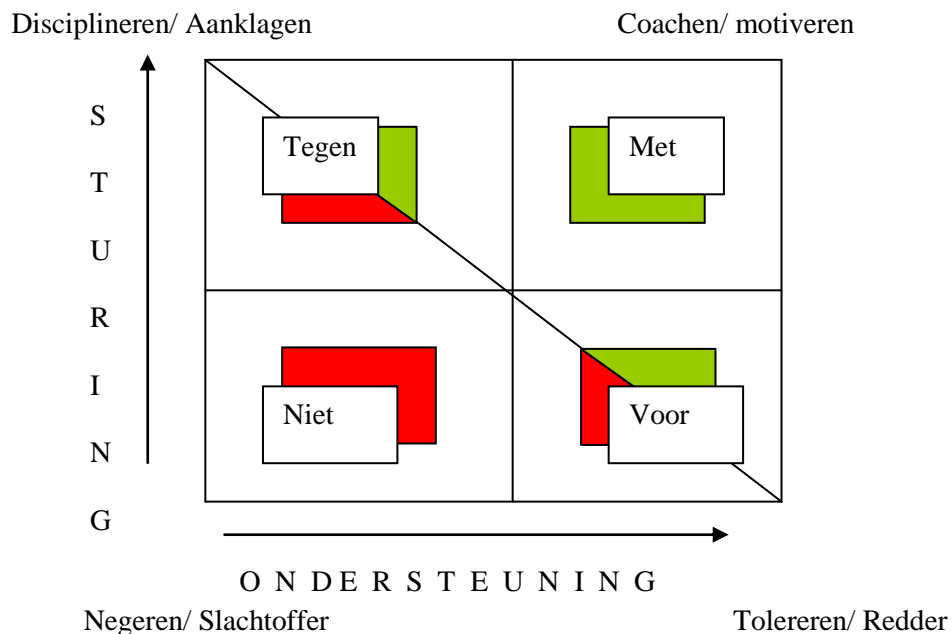 Disciplineren/ Aanklagen
Coachen/ motiveren
S
T
U
R
I
N
G
Tegen
Met
Niet
Voor
O N D E R S T E U N I N G
Negeren/ Slachtoffer
Tolereren/ Redder